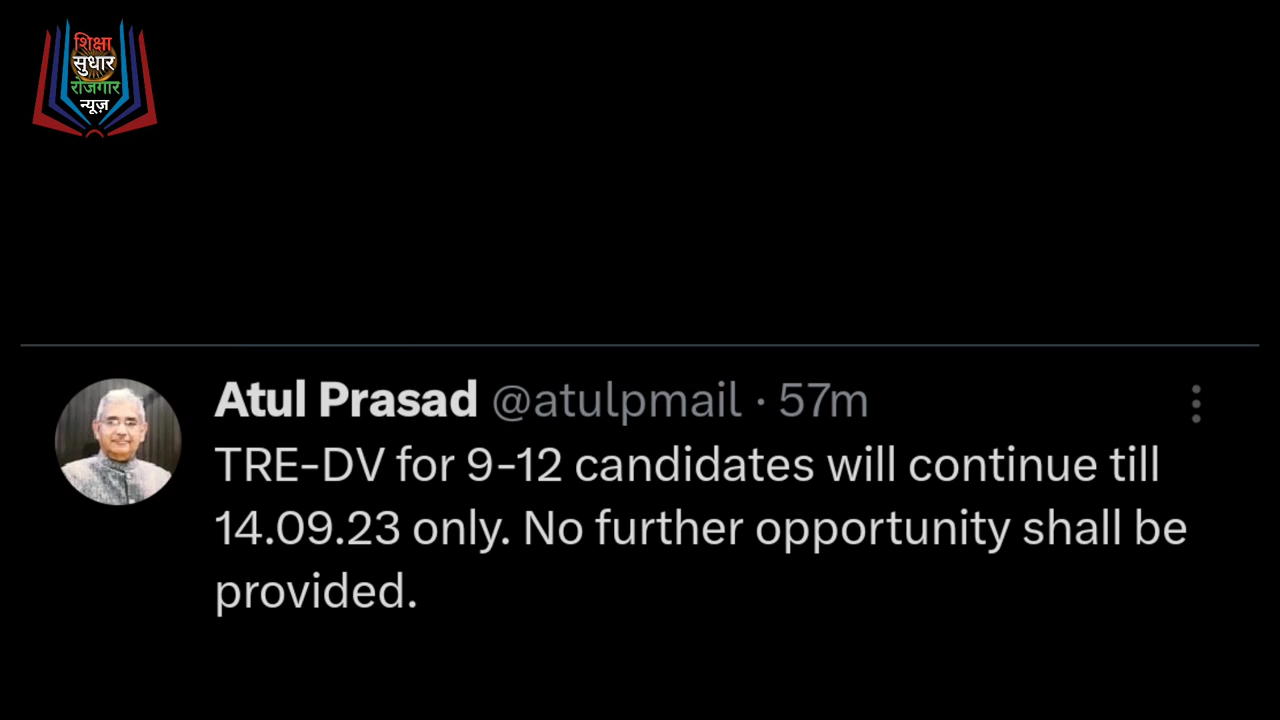 शिक्षा
सुधार
रोजगार
न्यूज़
Atul Prasad @atulpmail · 57m
TRE-DV for 9-12 candidates will continue till
14.09.23 only. No further opportunity shall be
provided.